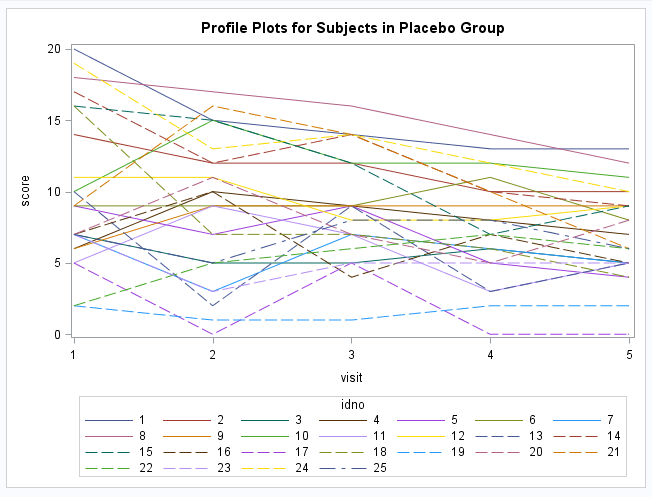 Profile Plots for Subjects in Placebo Group
20
15
10
5
0
score
1 2 3 4 5
visit
idno
1 2 3 4 5 6 7
8 9 10 11 12 13 14
15 16 17 18 19 20 21
22 23 24 25